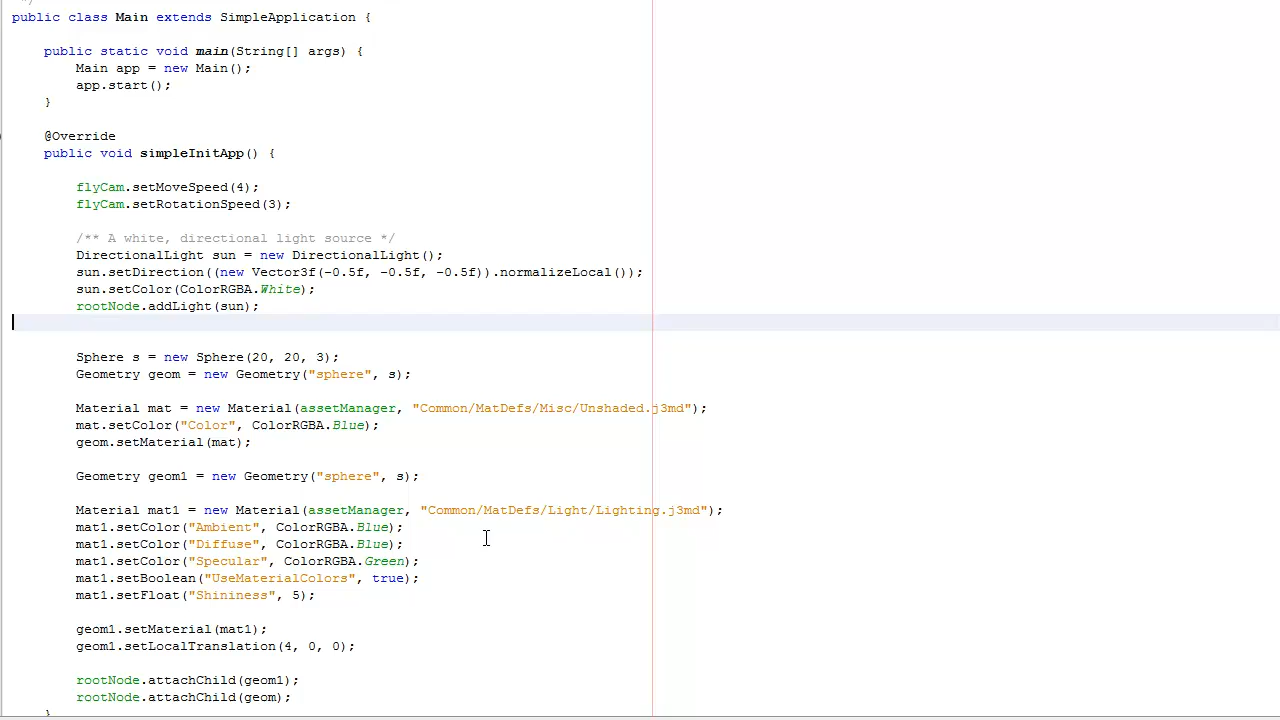 */
public class Main extends SimpleApplication {
public static void main(String[] args) {
Main app = new Main();
app.start();
}
@Override
public void simpleInitApp() {
flyCam.setMoveSpeed(4);
flyCam.setRotationSpeed(3);
/** A white, directional light source */
DirectionalLight sun = new DirectionalLight();
sun.setDirection((new Vector3f(-0.5f, -0.5f, -0.5f)).normalizeLocal());
sun.setColor(ColorRGBA.White);
rootNode.addLight(sun);
Sphere s = new Sphere(20, 20, 3);
Geometry geom = new Geometry("sphere", s);
Material mat = new Material(assetManager, "Common/MatDefs/Misc/Unshaded.j3md");
mat.setColor("Color", ColorRGBA.Blue);
geom.setMaterial(mat);
Geometry geom1 = new Geometry("sphere", s);
Material mat1 = new Material(assetManager, "Common/MatDefs/Light/Lighting.j3md");
mat1.setColor("Ambient", ColorRGBA.Blue);
mat1.setColor("Diffuse", ColorRGBA.Blue);
mat1.setColor("Specular", ColorRGBA.Green);
mat1.setBoolean("UseMaterialColors", true);
mat1.setFloat("Shininess", 5);
geom1.setMaterial(mat1);
geom1.setLocalTranslation(4, 0, 0);
rootNode.attachChild(geom1);
rootNode.attachChild(geom);
}